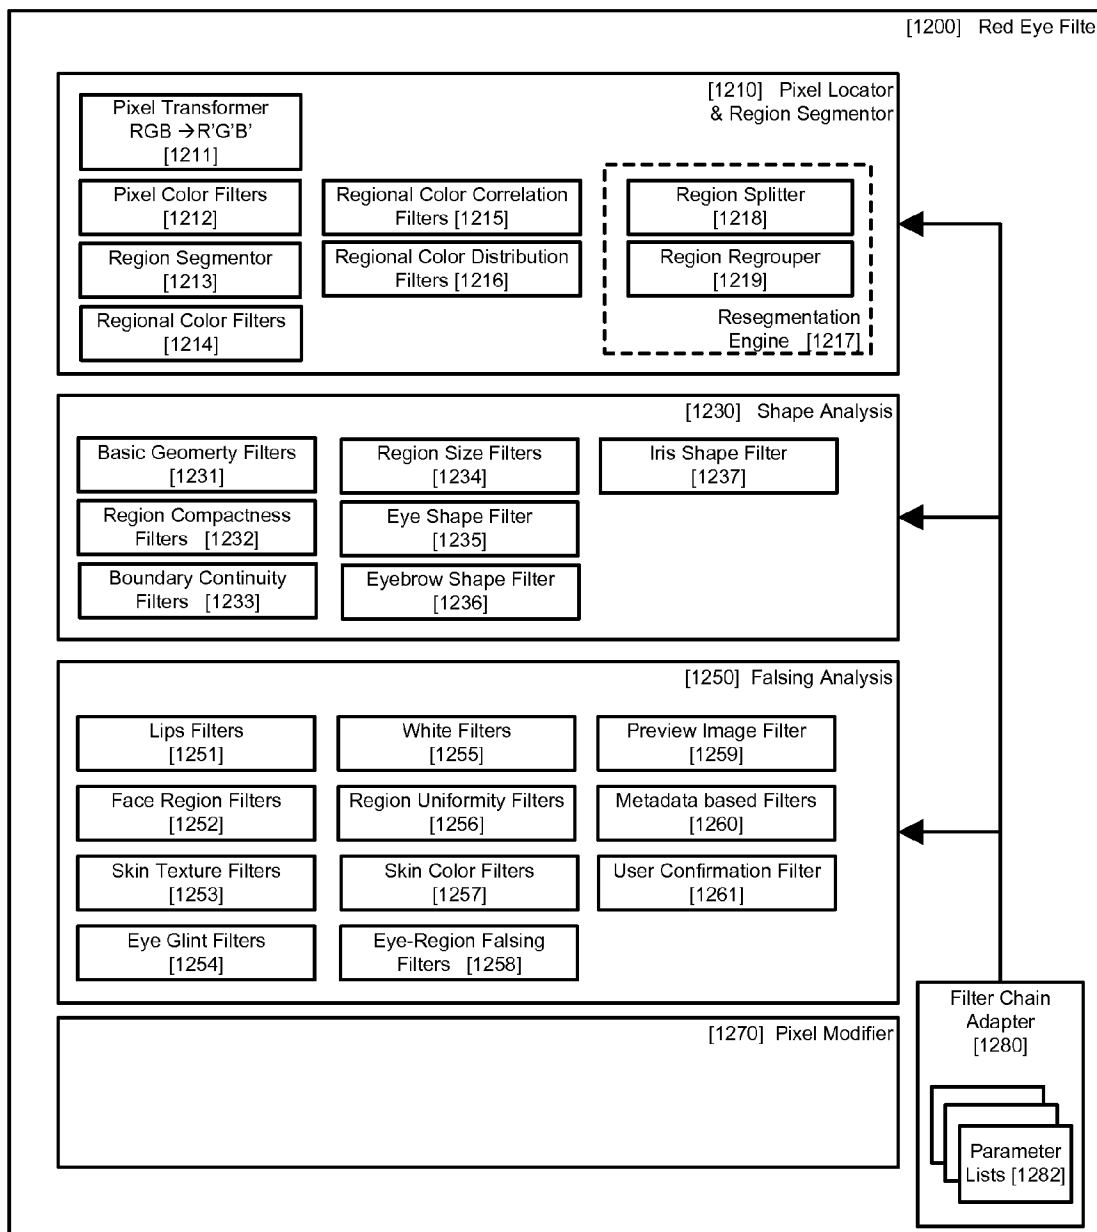 [1200] Red Eye Filte
[1210] Pixel Locator
& Region Segmentor
Pixel Transformer
RGB →R'G'B'
[1211]
Pixel Color Filters
[1212]
Region Segmentor
[1213]
Regional Color Filters
[1214]
Regional Color Correlation
Filters [1215]
Regional Color Distribution
Filters [1216]
Region Splitter
[1218]
Region Regrouper
[1219]
Resegmentation
Engine [1217]
[1230] Shape Analysis
Basic Geomerty Filters
[1231]
Region Compactness
Filters [1232]
Boundary Continuity
Filters [1233]
Region Size Filters
[1234]
Eye Shape Filter
[1235]
Eyebrow Shape Filter
[1236]
Iris Shape Filter
[1237]
[1250] Falsing Analysis
Lips Filters
[1251]
Face Region Filters
[1252]
Skin Texture Filters
[1253]
Eye Glint Filters
[1254]
White Filters
[1255]
Region Uniformity Filters
[1256]
Skin Color Filters
[1257]
Eye-Region Falsing
Filters [1258]
Preview Image Filter
[1259]
Metadata based Filters
[1260]
User Confirmation Filter
[1261]
[1270] Pixel Modifier
Filter Chain
Adapter
[1280]
Parameter
Lists [1282]